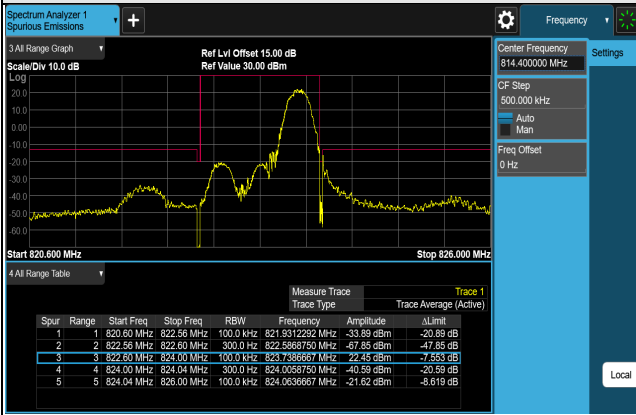 Spectrum Analyzer 1
Spurious Emissions
+
Frequency
3 All Range Graph
Ref Lvl Offset 15.00 dB
Scale/Div 10.0 dB
Ref Value 30.00 dBm
Log
20.0
10.0
0.00
-10.0
-20.0
-30.0
-40.0
-50.0
-60.0
Start 820.600 MHz
Stop 826.000 MHz
Center Frequency
814.400000 MHz
Settings
CF Step
500.000 kHz
Auto
Man
Freq Offset
0 Hz
4 All Range Table
Measure Trace Trace 1
Trace Type Trace Average (Active)
Spur Range Start Freq Stop Freq RBW Frequency Amplitude ΔLimit
1 1 820.60 MHz 822.56 MHz 100.0 kHz 821.9312292 MHz -33.89 dBm -20.89 dB
2 2 822.56 MHz 822.60 MHz 300.0 Hz 822.5868750 MHz -67.85 dBm -47.85 dB
3 3 822.60 MHz 824.00 MHz 100.0 kHz 823.7386667 MHz 22.45 dBm -7.553 dB
4 4 824.00 MHz 824.04 MHz 300.0 Hz 824.0058750 MHz -40.59 dBm -20.59 dB
5 5 824.04 MHz 826.00 MHz 100.0 kHz 824.0636667 MHz -21.62 dBm -8.619 dB
Local